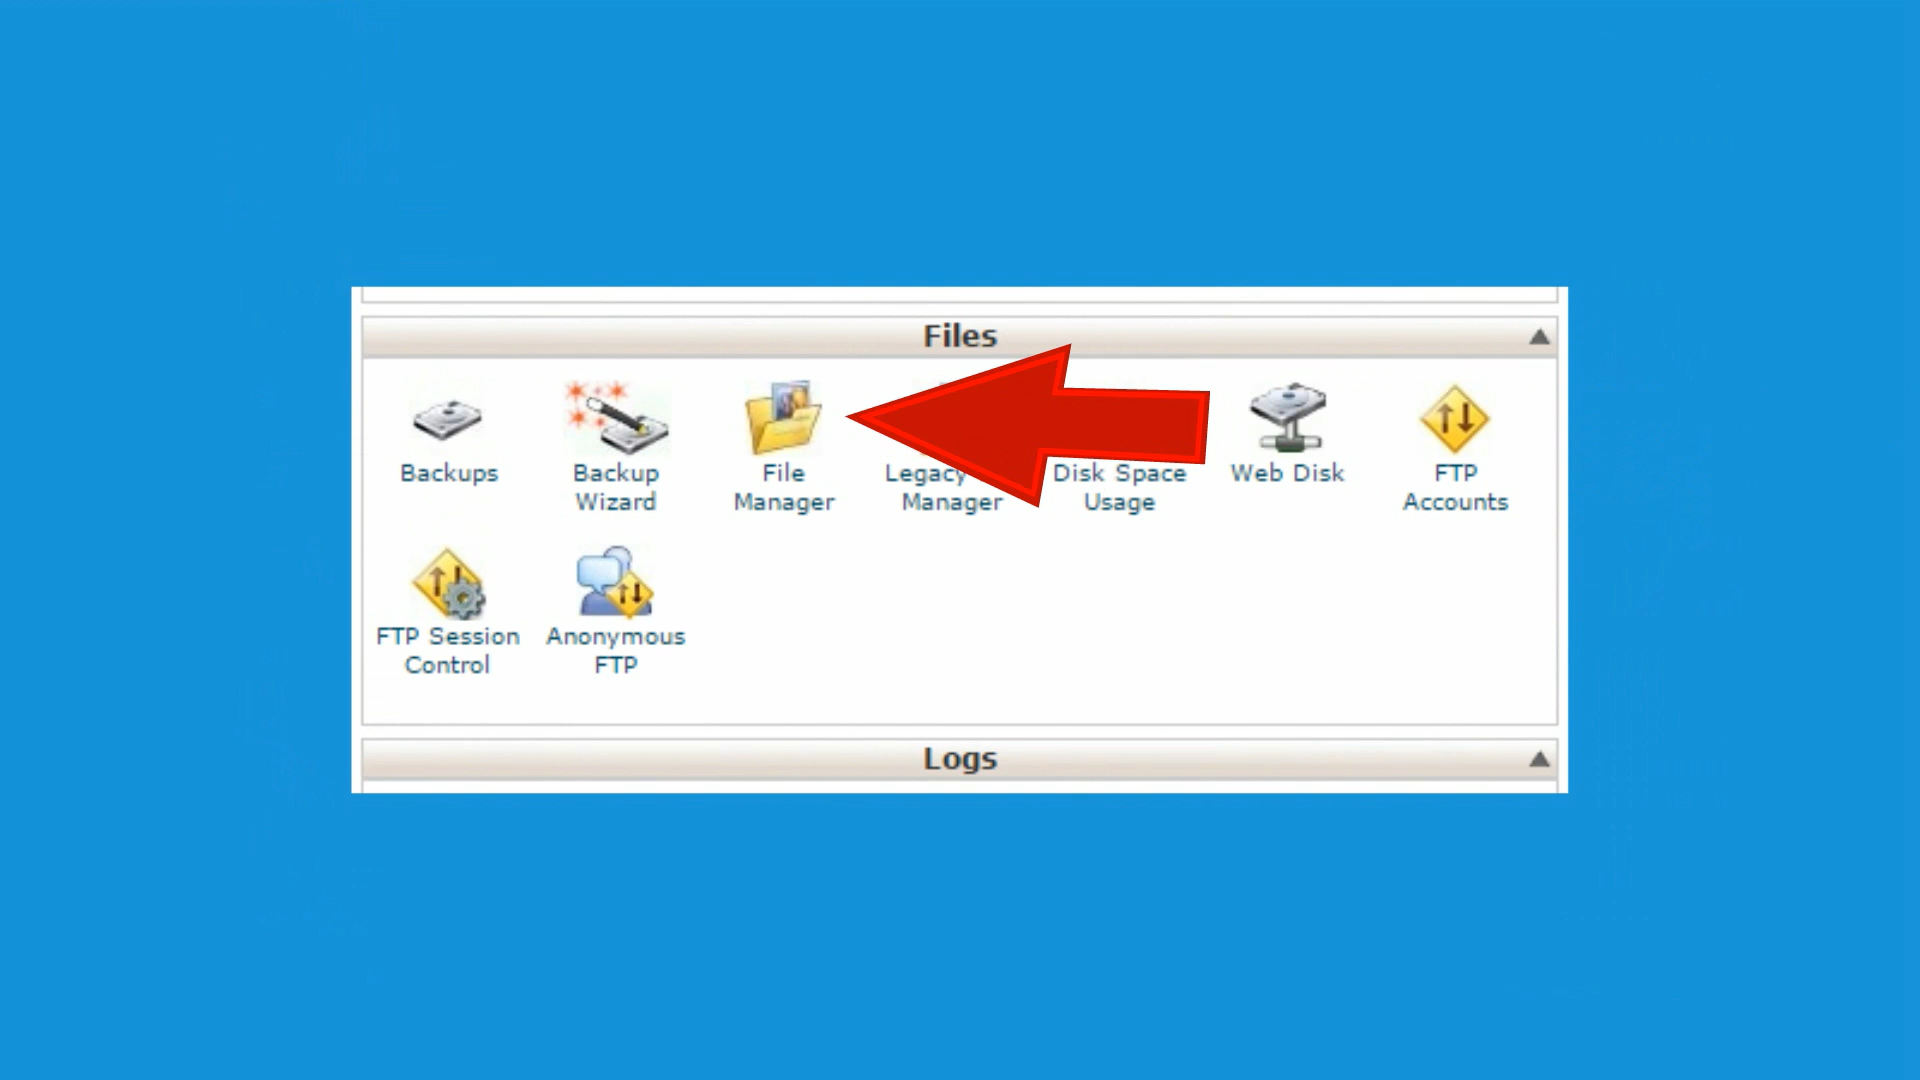 Files
Backups
Backup
Wizard
File
Manager
Legacy
Manager
Disk Space
Usage
Web Disk
FTP
Accounts
FTP Session
Control
Anonymous
FTP
Logs